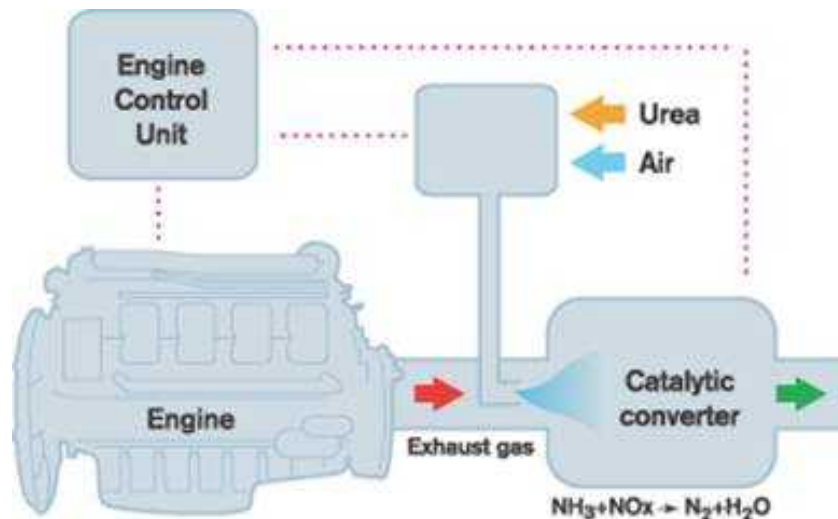 Engine
Control
Unit
Urea
Air
Engine
Exhaust gas
Catalytic
converter
NH₃+NOx → N₂+H₂O